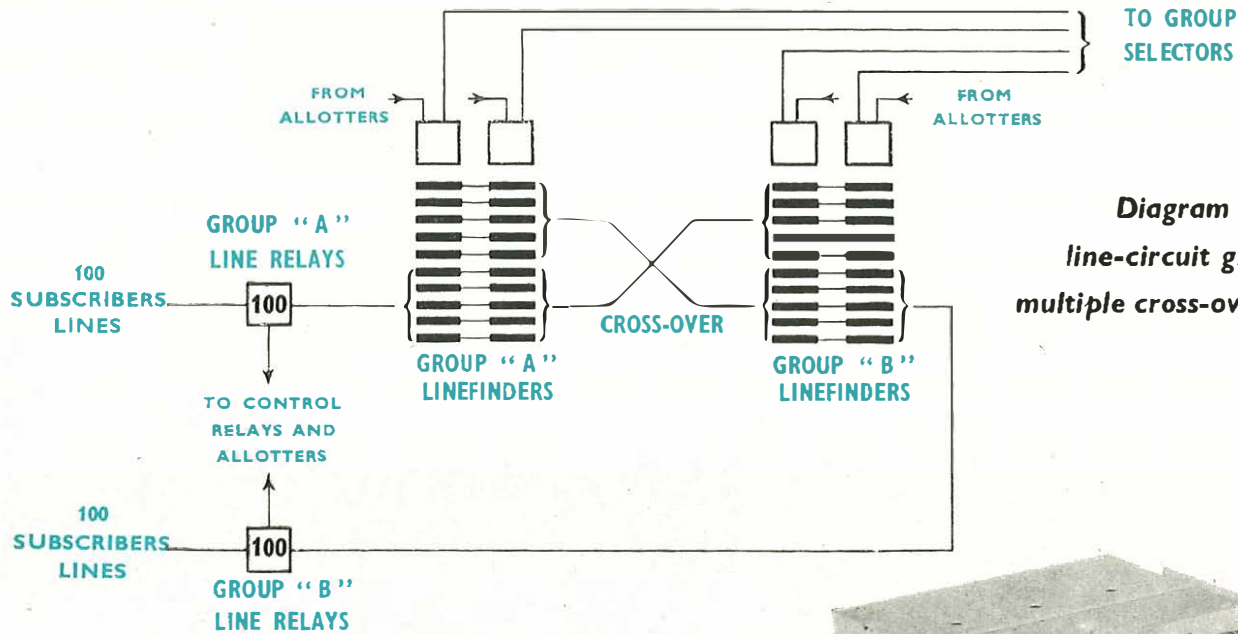 TO GROUP
SELECTORS
FROM
ALLOTTERS
FROM
ALLOTTERS
GROUP “A”
LINE RELAYS
100
SUBSCRIBERS
LINES
100
CROSS-OVER
GROUP “A”
LINEFINDERS
GROUP “B”
LINEFINDERS
TO CONTROL
RELAYS AND
ALLOTTERS
100
SUBSCRIBERS
LINES
100
GROUP “B”
LINE RELAYS
Diagram
line-circuit g
multiple cross-ov